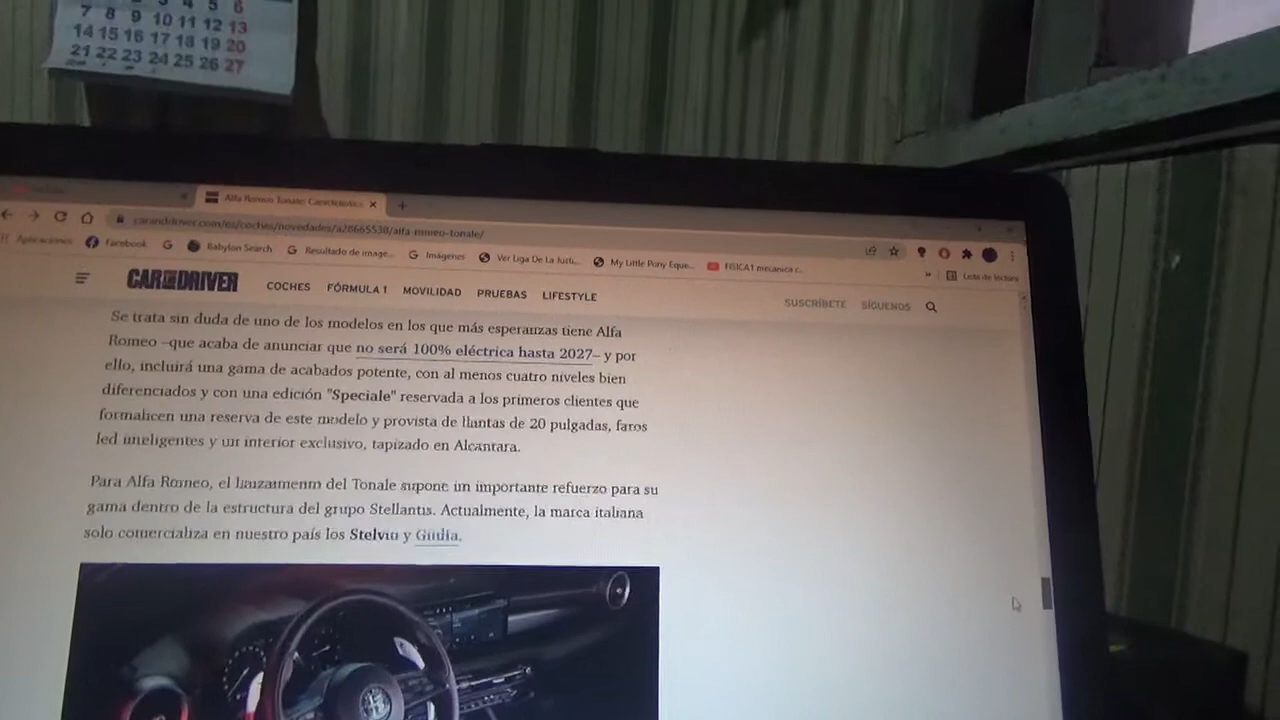 3 4 5 6
7 8 9 10 11 12 13
14 15 16 17 18 19 20
21 22 23 24 25 26 27
Alfa Romeo Tonale: Característica
caranddriver.com/es/coches/novedades/a28665538/alfa-romeo-tonale/
Aplicaciones Facebook Babylon Search Resultado de image... Imágenes Ver Liga De La Justi... My Little Pony Eque... FISICA1 mecanica c... » Lista de lectura
CAR AND DRIVER COCHES FÓRMULA 1 MOVILIDAD PRUEBAS LIFESTYLE SUSCRÍBETE SÍGUENOS
Se trata sin duda de uno de los modelos en los que más esperanzas tiene Alfa
Romeo –que acaba de anunciar que no será 100% eléctrica hasta 2027– y por
ello, incluirá una gama de acabados potente, con al menos cuatro niveles bien
diferenciados y con una edición "Speciale" reservada a los primeros clientes que
formalicen una reserva de este modelo y provista de llantas de 20 pulgadas, faros
led inteligentes y un interior exclusivo, tapizado en Alcantara.
Para Alfa Romeo, el lanzamiento del Tonale supone un importante refuerzo para su
gama dentro de la estructura del grupo Stellantis. Actualmente, la marca italiana
solo comercializa en nuestro país los Stelvio y Giulia.